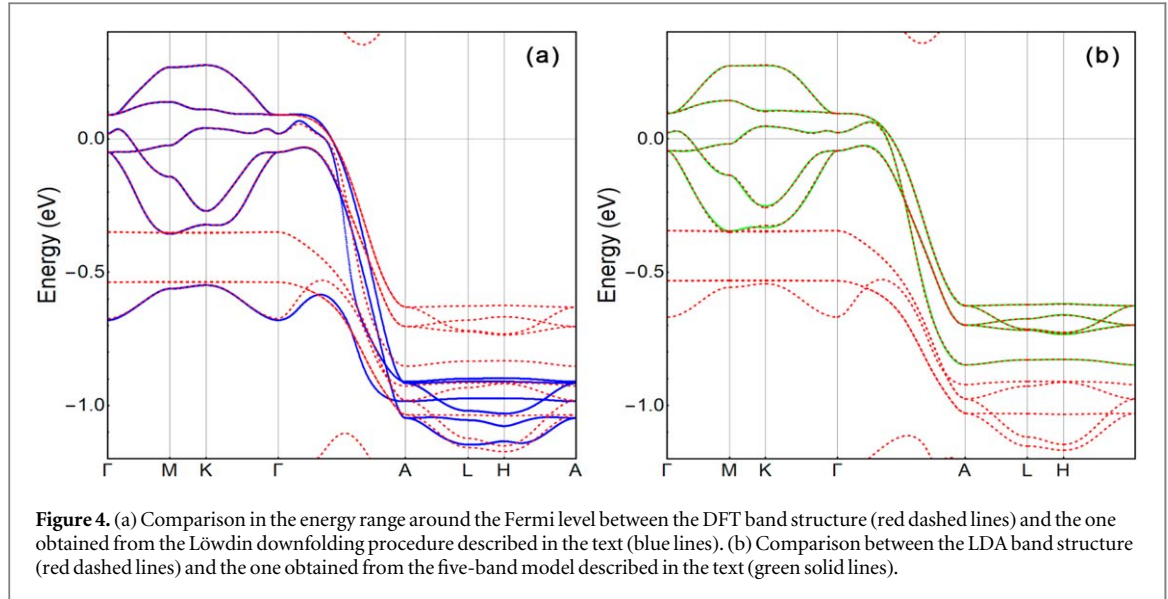 (a)
(b)
Energy (eV)
0.0
−0.5
−1.0
Γ M K Γ A L H A
Energy (eV)
0.0
−0.5
−1.0
Γ M K Γ A L H
Figure 4. (a) Comparison in the energy range around the Fermi level between the DFT band structure (red dashed lines) and the one
obtained from the Löwdin downfolding procedure described in the text (blue lines). (b) Comparison between the LDA band structure
(red dashed lines) and the one obtained from the five-band model described in the text (green solid lines).